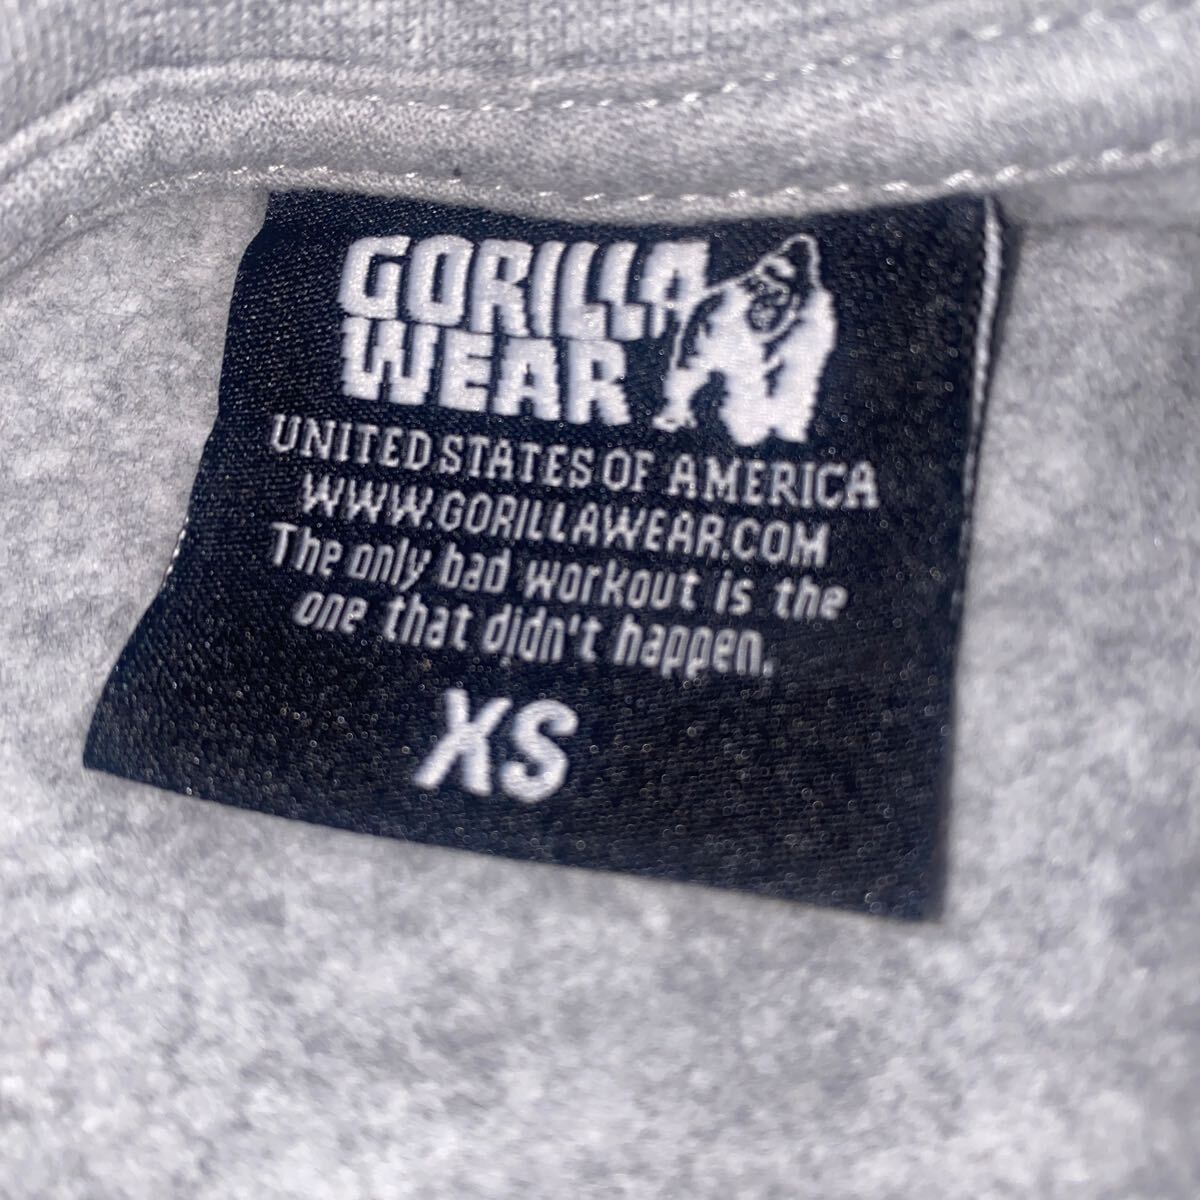 GORILLA
WEAR
UNITED STATES OF AMERICA
WWW.GORILLAWEAR.COM
The only bad workout is the
one that didn't happen.
XS